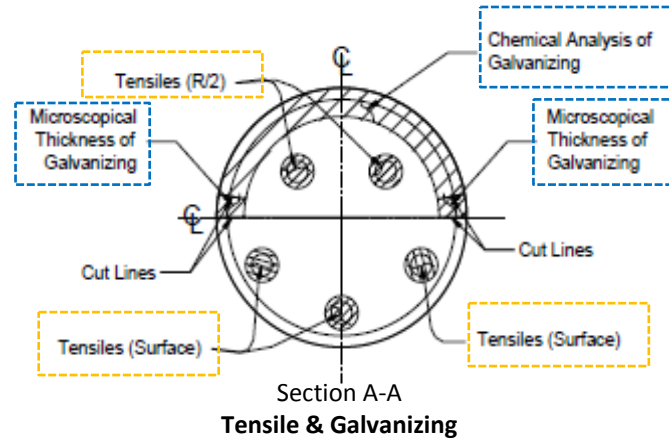 ℄
Chemical Analysis of
Galvanizing
Tensiles (R/2)
Microscopical
Thickness of
Galvanizing
Microscopical
Thickness of
Galvanizing
℄
Cut Lines
Cut Lines
Tensiles (Surface)
Tensiles (Surface)
Section A-A
Tensile & Galvanizing